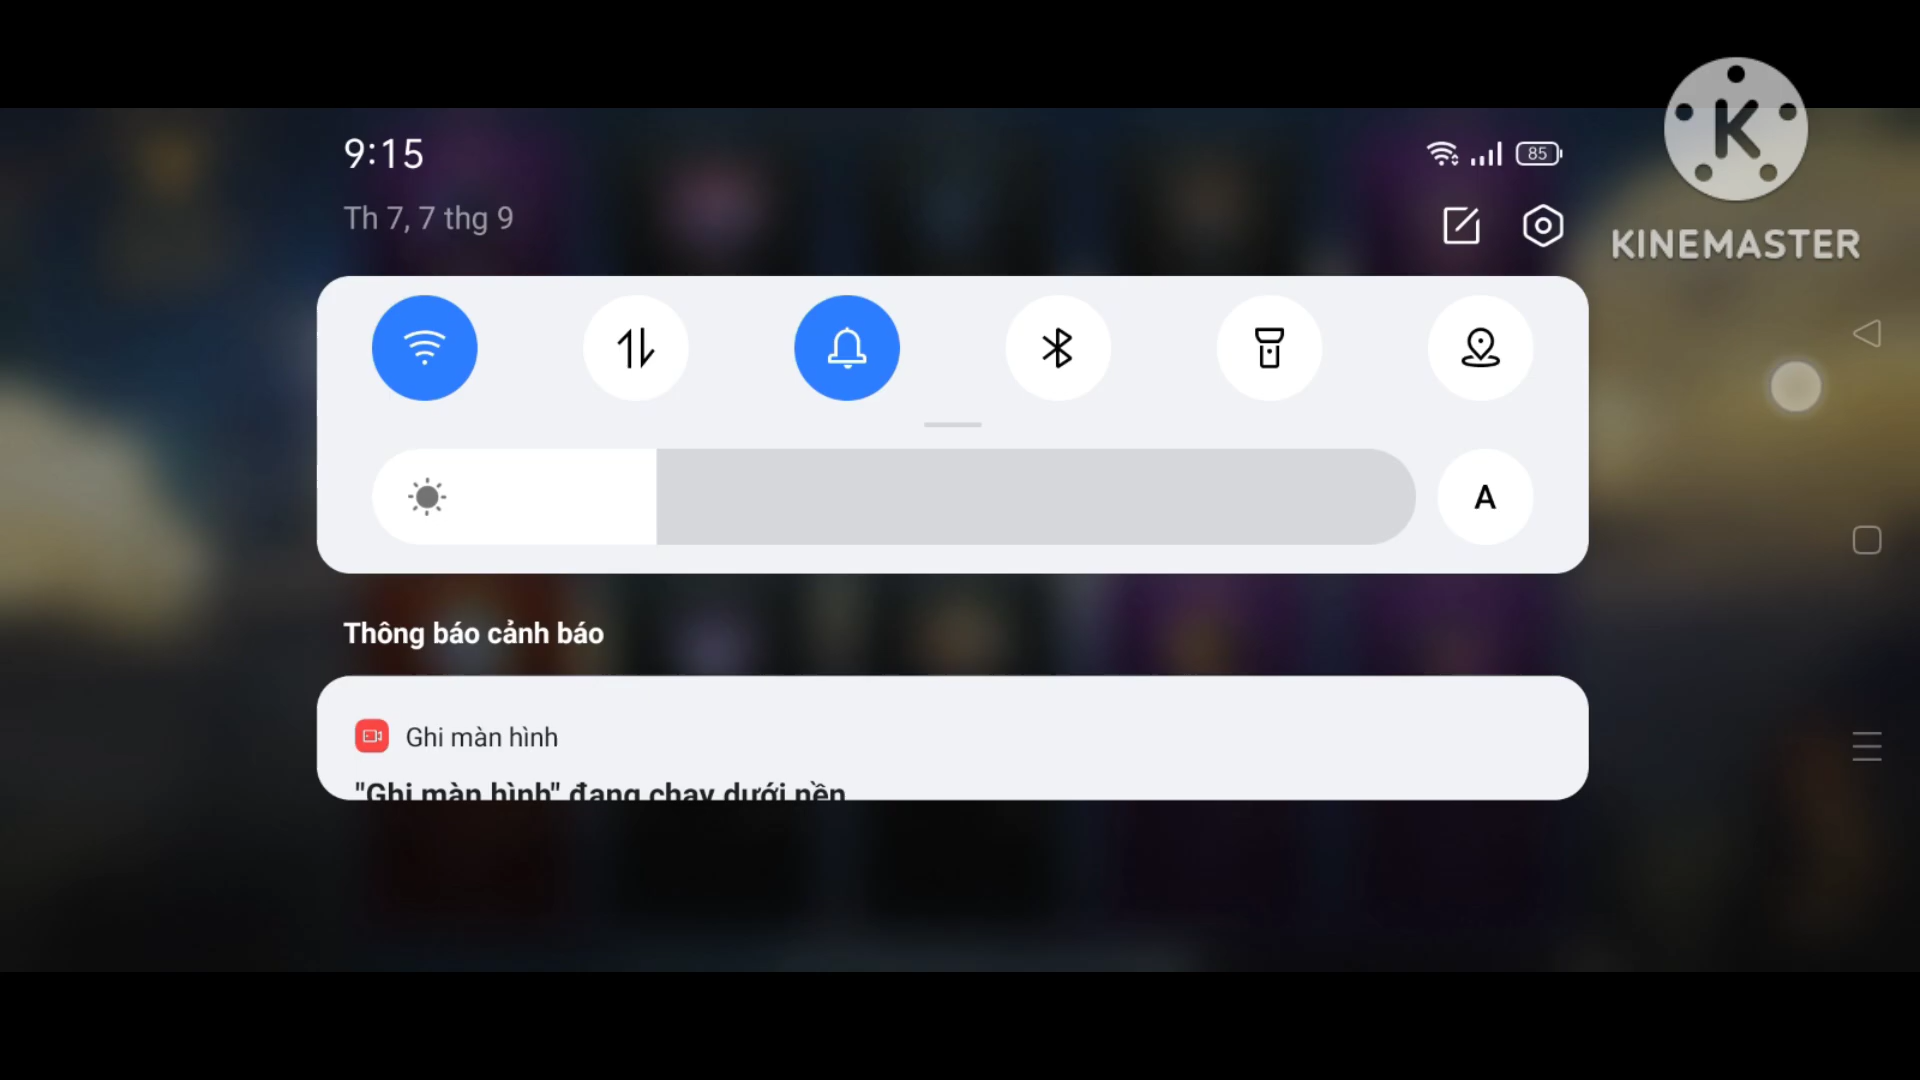 9:15
85
Th 7, 7 thg 9
KINEMASTER
A
Thông báo cảnh báo
Ghi màn hình
"Ghi màn hình" đang chạy dưới nền